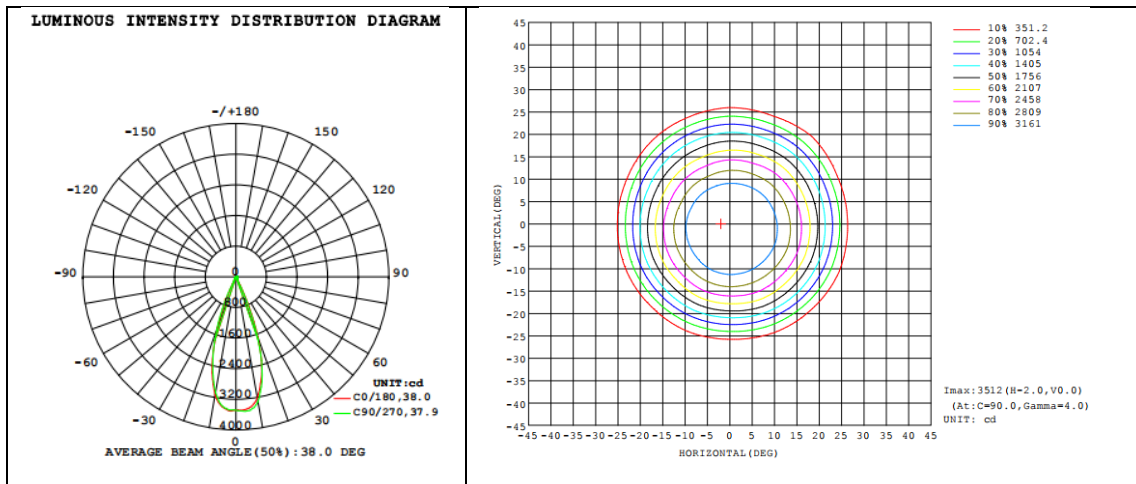 LUMINOUS INTENSITY DISTRIBUTION DIAGRAM
-/+180
-150 150
-120 120
-90 0 90
800
1600
-60 2400 60
UNIT:cd
3200 C0/180,38.0
-30 30 C90/270,37.9
4000
0
AVERAGE BEAM ANGLE(50%):38.0 DEG
45
40
35
30
25
20
15
10
5
0
-5
-10
-15
-20
-25
-30
-35
-40
-45
VERTICAL(DEG)
-45 -40 -35 -30 -25 -20 -15 -10 -5 0 5 10 15 20 25 30 35 40 45
HORIZONTAL(DEG)
10% 351.2
20% 702.4
30% 1054
40% 1405
50% 1756
60% 2107
70% 2458
80% 2809
90% 3161
Imax:3512(H-2.0,V0.0)
(At:C=90.0,Gamma=4.0)
UNIT: cd